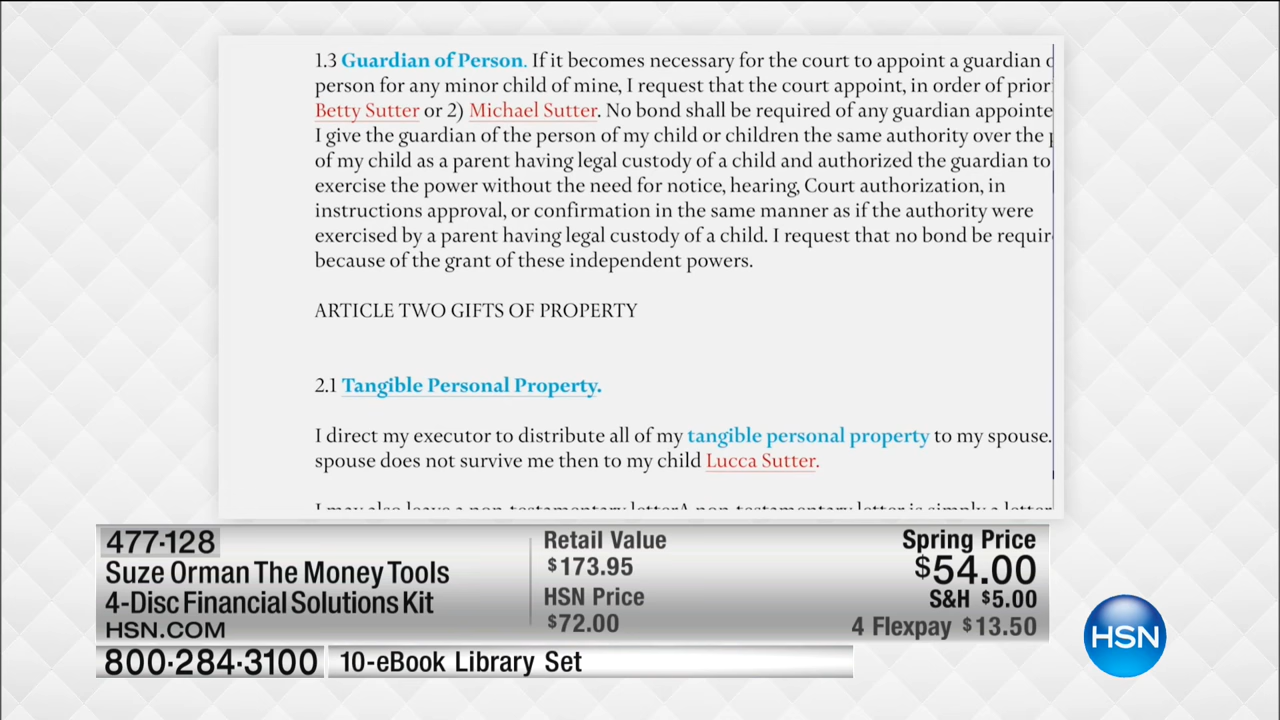 1.3 Guardian of Person. If it becomes necessary for the court to appoint a guardian
person for any minor child of mine, I request that the court appoint, in order of
Betty Sutter or 2) Michael Sutter. No bond shall be required of any guardian
I give the guardian of the person of my child or children the same authority over the
of my child as a parent having legal custody of a child and authorized the guardian to
exercise the power without the need for notice, hearing, Court authorization, in
instructions approval, or confirmation in the same manner as if the authority were
exercised by a parent having legal custody of a child. I request that no bond be
because of the grant of these independent powers.
ARTICLE TWO GIFTS OF PROPERTY
2.1 Tangible Personal Property.
I direct my executor to distribute all of my tangible personal property to my spouse.
spouse does not survive me then to my child Lucca Sutter.
477-128
Suze Orman The Money Tools
4-Disc Financial Solutions Kit
HSN.COM
Retail Value
$173.95
HSN Price
$72.00
Spring Price
$54.00
S&H $5.00
4 Flexpay $13.50
HSN
800-284-3100
10-eBook Library Set